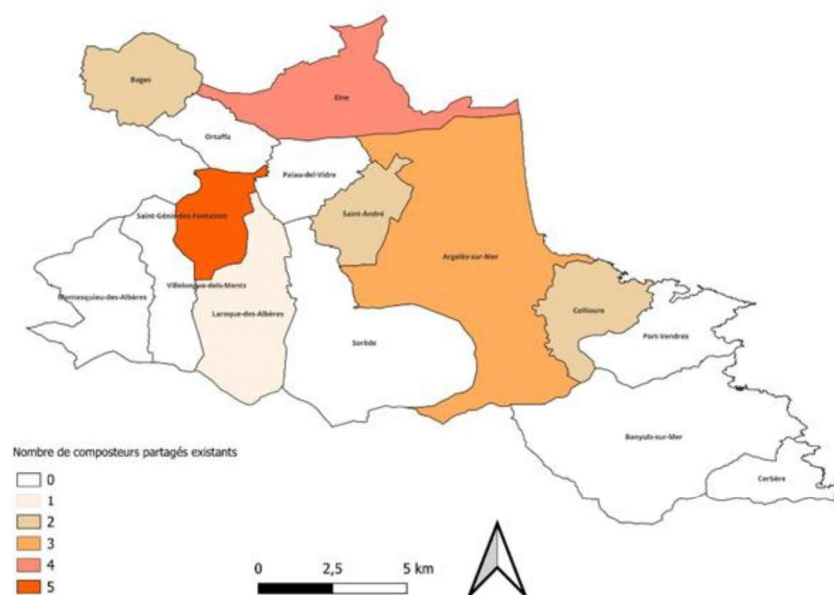 Bages
Elne
Ortaffa
Palau-del-Vidre
Saint-Génis-des-Fontaines
Saint-André
Argelès-sur-Mer
Villelongue-dels-Monts
Montesquieu-des-Albères
Laroque-des-Albères
Collioure
Port-Vendres
Sorède
Banyuls-sur-Mer
Cerbère
Nombre de composteurs partagés existants
0
1
2
3
4
5
0 2,5 5 km